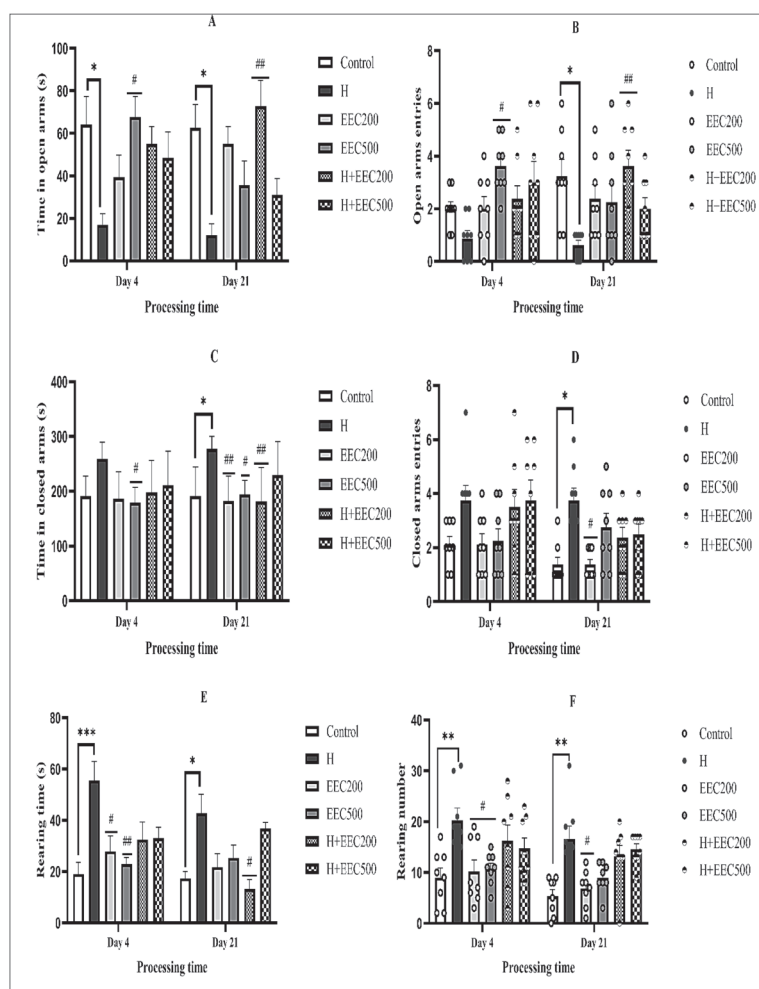 A
Time in open arms (s)
100
80
60
40
20
0
*
#
*
##
Day 4
Day 21
Processing time
Control
H
EEC200
EEC500
H+EEC200
H+EEC500
B
Open arms entries
8
6
4
2
0
#
*
##
Day 4
Day 21
Processing time
Control
H
EEC200
EEC500
H-EEC200
H-EEC500
C
Time in closed arms (s)
400
300
200
100
0
#
*
##
#
##
Day 4
Day 21
Processing time
Control
H
EEC200
EEC500
H+EEC200
H+EEC500
D
Closed arms entries
8
6
4
2
0
*
#
Day 4
Day 21
Processing time
Control
H
EEC200
EEC500
H+EEC200
H+EEC500
E
Rearing time (s)
80
60
40
20
0
***
#
##
*
#
Day 4
Day 21
Processing time
Control
H
EEC200
EEC500
H+EEC200
H+EEC500
F
Rearing number
40
30
20
10
0
**
#
**
#
Day 4
Day 21
Processing time
Control
H
EEC200
EEC500
H+EEC200
H+EEC500